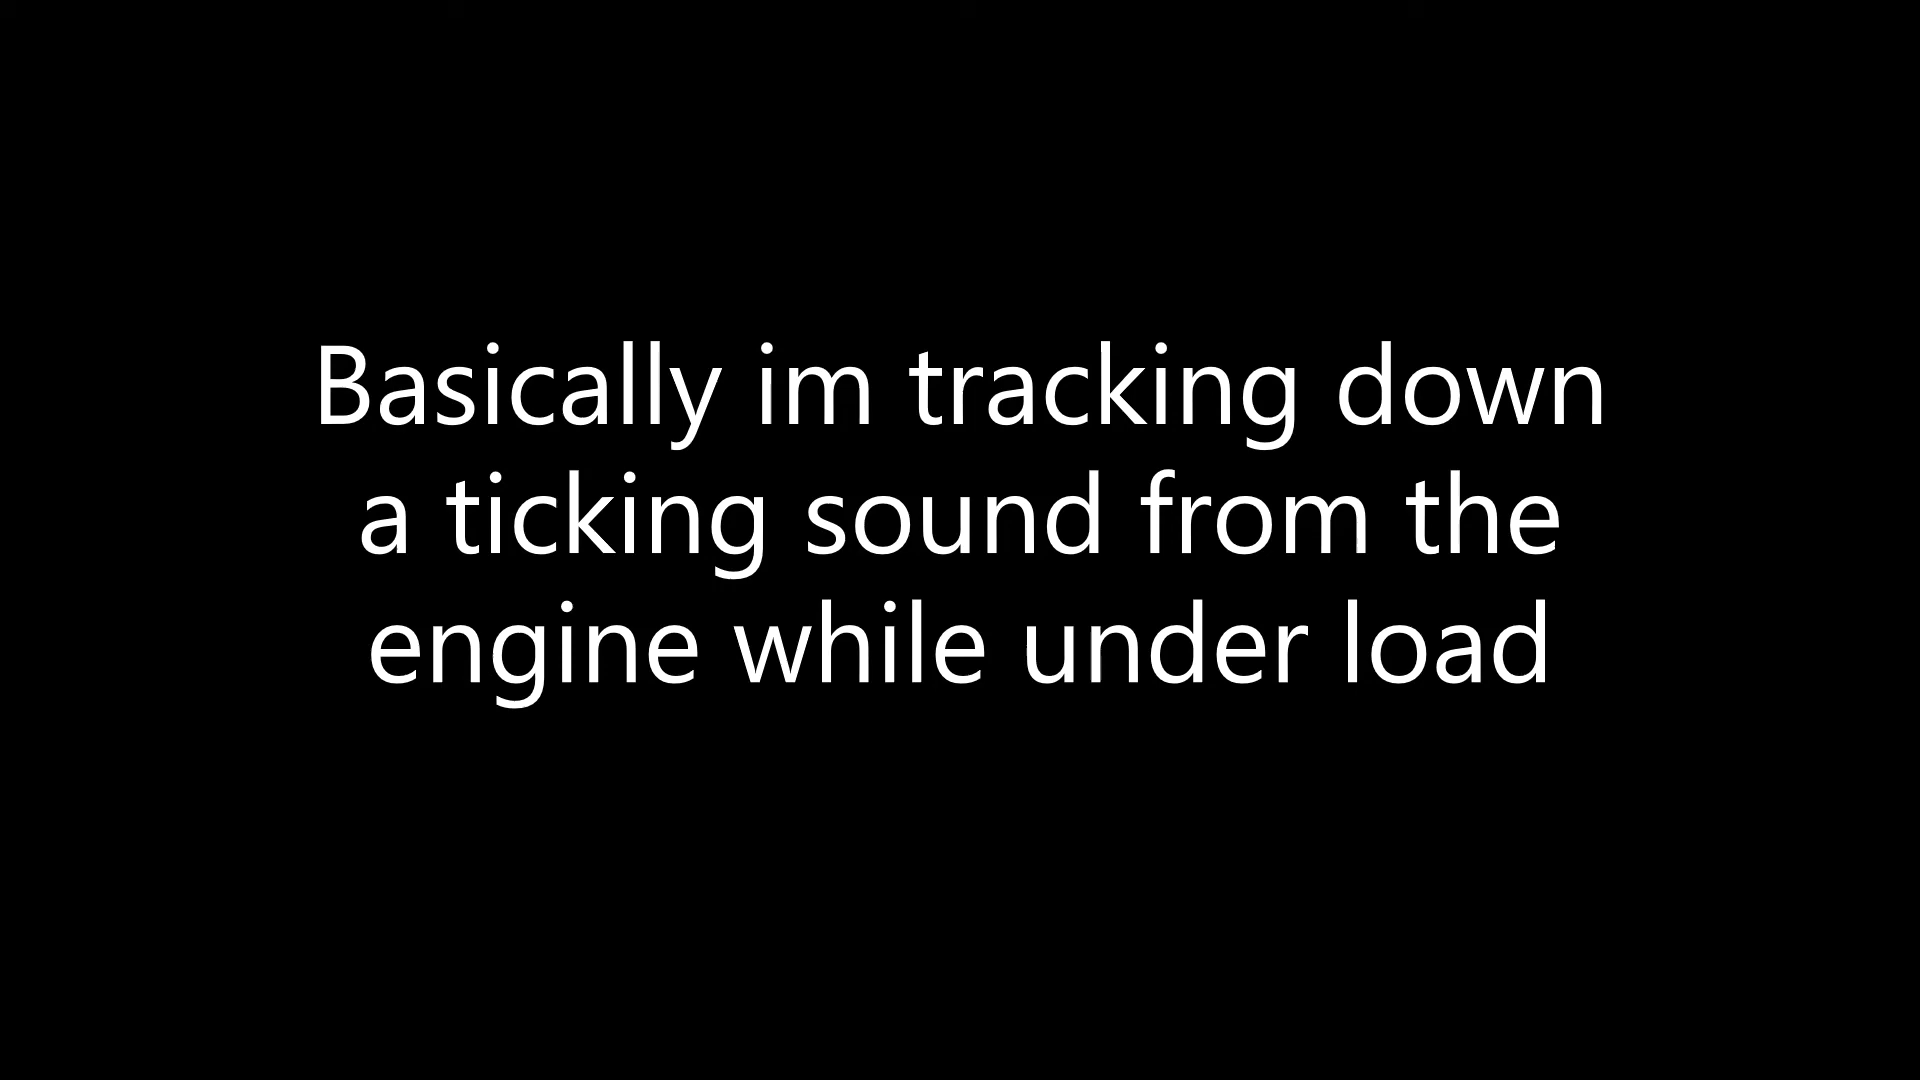 Basically im tracking down
a ticking sound from the
engine while under load